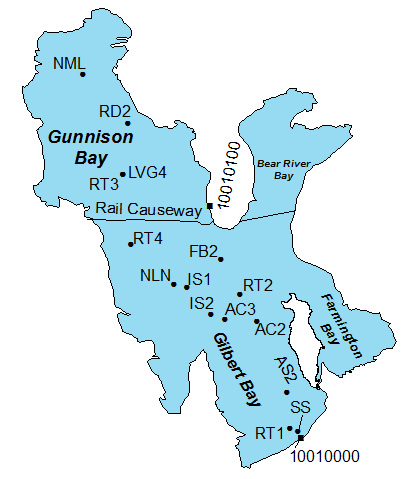 NML
RD2
Gunnison
Bay
LVG4
RT3
10010100
Bear River
Bay
Rail Causeway
RT4
FB2
NLN
IS1
RT2
IS2
AC3
AC2
Farmington
Bay
Gilbert Bay
AS2
SS
RT1
10010000